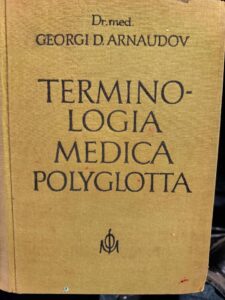 Dr. med.
GEORGI D. ARNAUDOV
TERMINO-
LOGIA
MEDICA
POLYGLOTTA